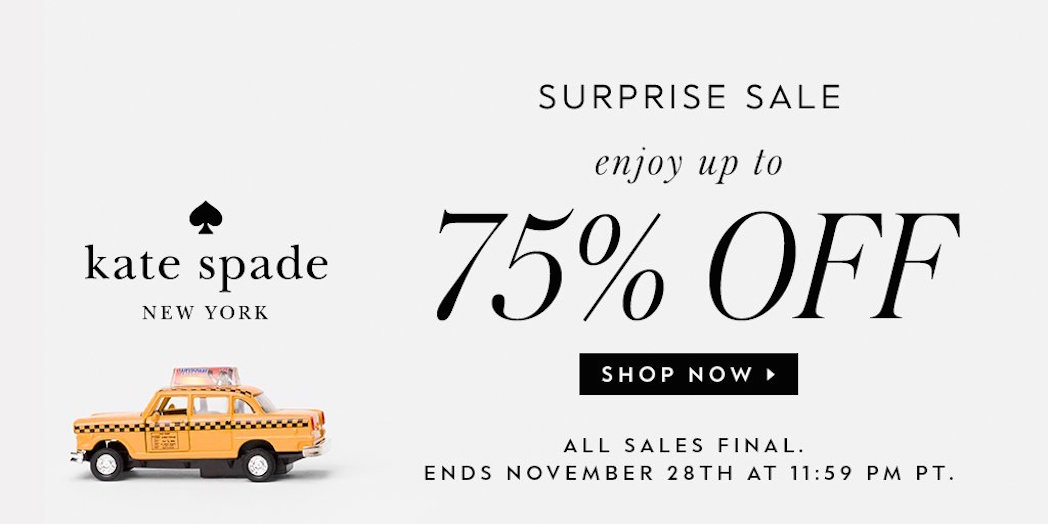 SURPRISE SALE
enjoy up to
75% OFF
kate spade
NEW YORK
SHOP NOW
ALL SALES FINAL.
ENDS NOVEMBER 28TH AT 11:59 PM PT.